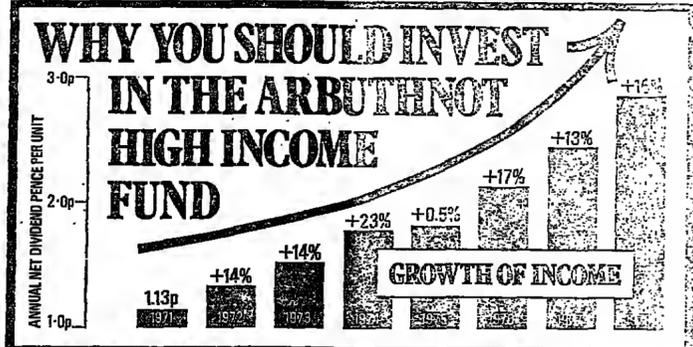 WHY YOU SHOULD INVEST
IN THE ARBUTHNOT
HIGH INCOME
FUND
ANNUAL NET DIVIDEND PENCE PER UNIT
3·0p
2·0p
1·0p
1.13p
+14%
+14%
+23%
+0.5%
+17%
+13%
1971
1972
1973
GROWTH OF INCOME